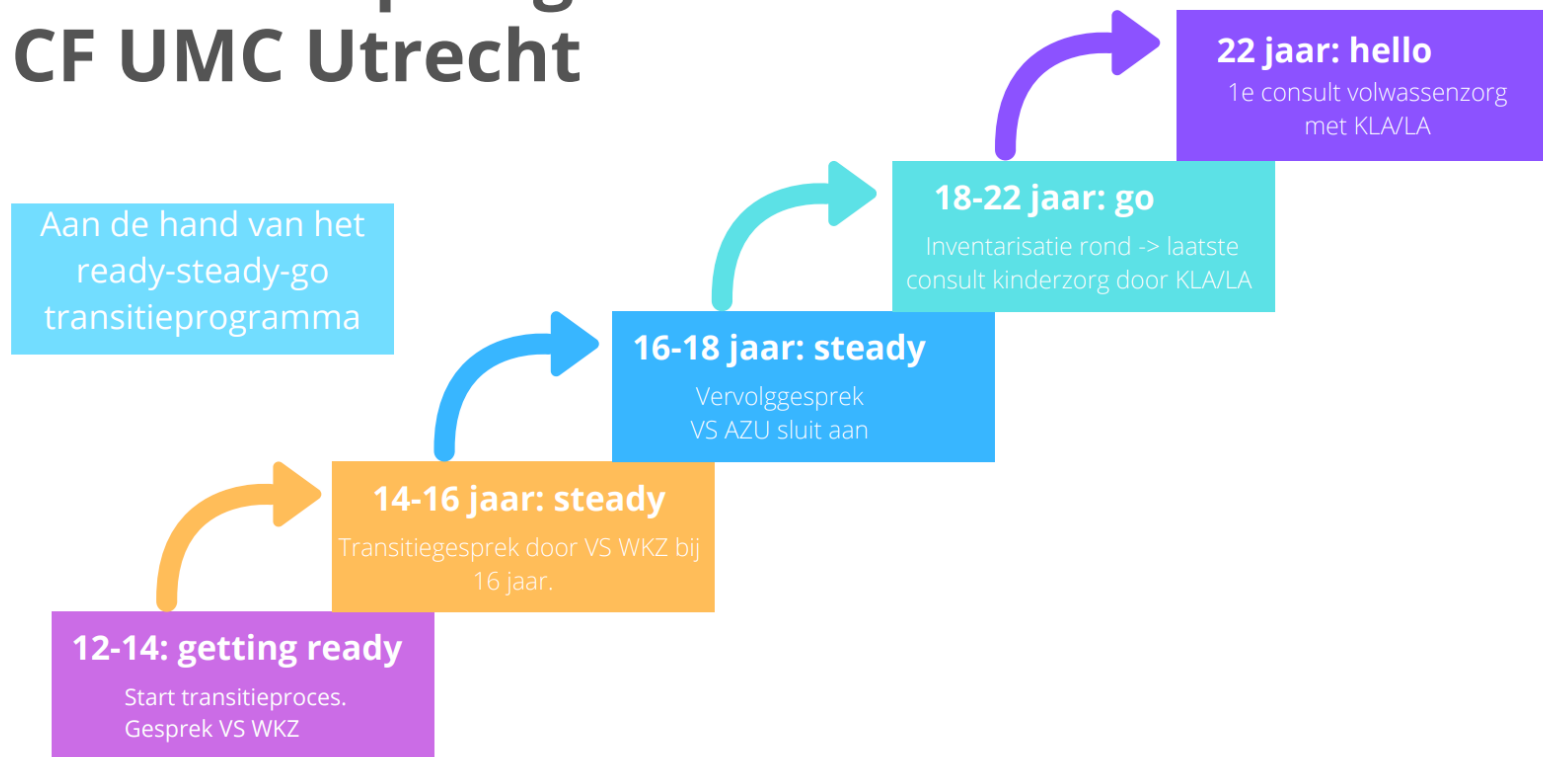 CF UMC Utrecht
22 jaar: hello
1e consult volwassenzorg
met KLA/LA
18-22 jaar: go
Inventarisatie rond -> laatste
consult kinderzorg door KLA/LA
Aan de hand van het
ready-steady-go
transitieprogramma
16-18 jaar: steady
Vervolggesprek
VS AZU sluit aan
14-16 jaar: steady
Transitiegesprek door VS WKZ bij
16 jaar.
12-14: getting ready
Start transitieproces.
Gesprek VS WKZ